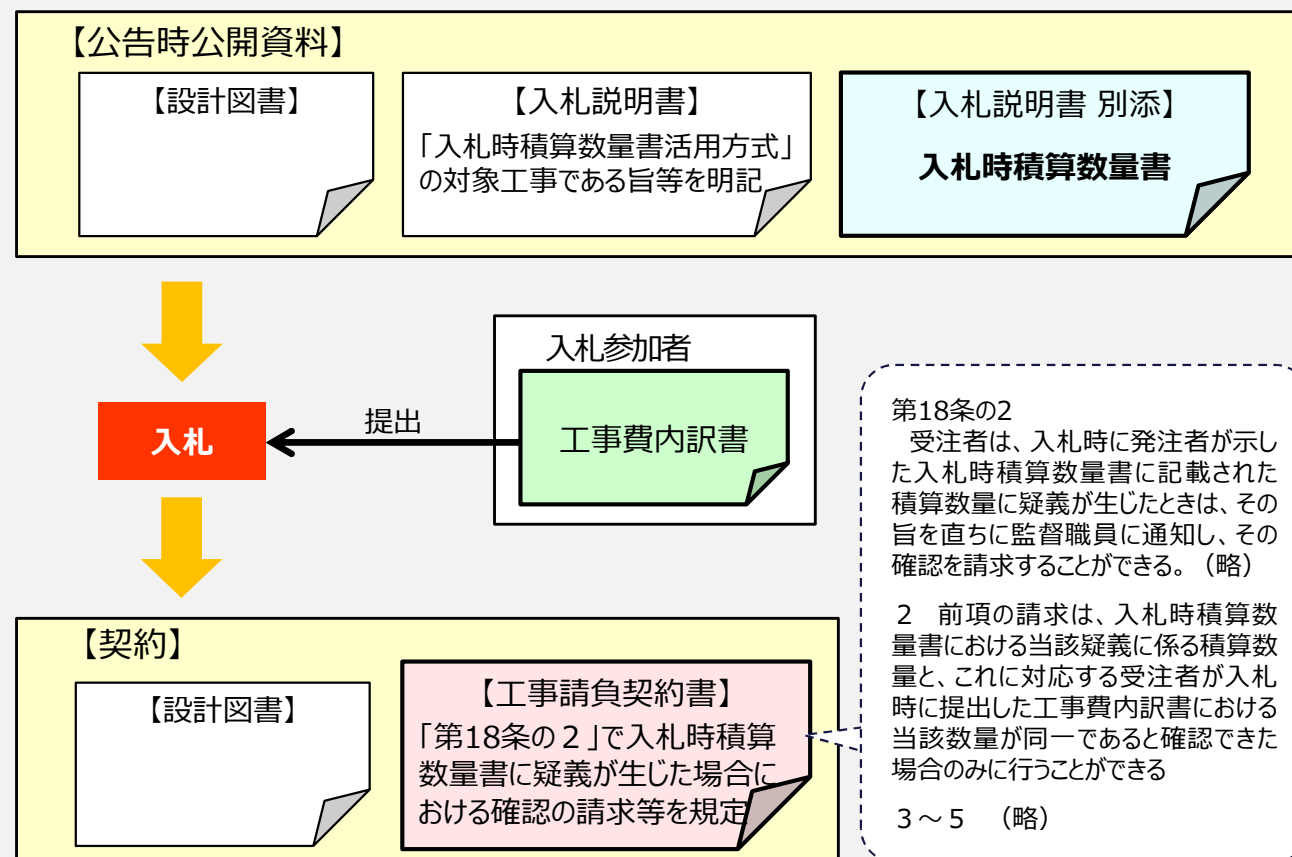 【公告時公開資料】
【設計図書】
【入札説明書】
「入札時積算数量書活用方式」
の対象工事である旨等を明記
【入札説明書 別添】
入札時積算数量書
入札
提出
入札参加者
工事費内訳書
【契約】
【設計図書】
【工事請負契約書】
「第18条の２」で入札時積算
数量書に疑義が生じた場合に
おける確認の請求等を規定
第18条の2
　受注者は、入札時に発注者が示し
た入札時積算数量書に記載された
積算数量に疑義が生じたときは、その
旨を直ちに監督職員に通知し、その
確認を請求することができる。（略）
２　前項の請求は、入札時積算数
量書における当該疑義に係る積算数
量と、これに対応する受注者が入札
時に提出した工事費内訳書における
当該数量が同一であると確認できた
場合のみに行うことができる
３～５　（略）